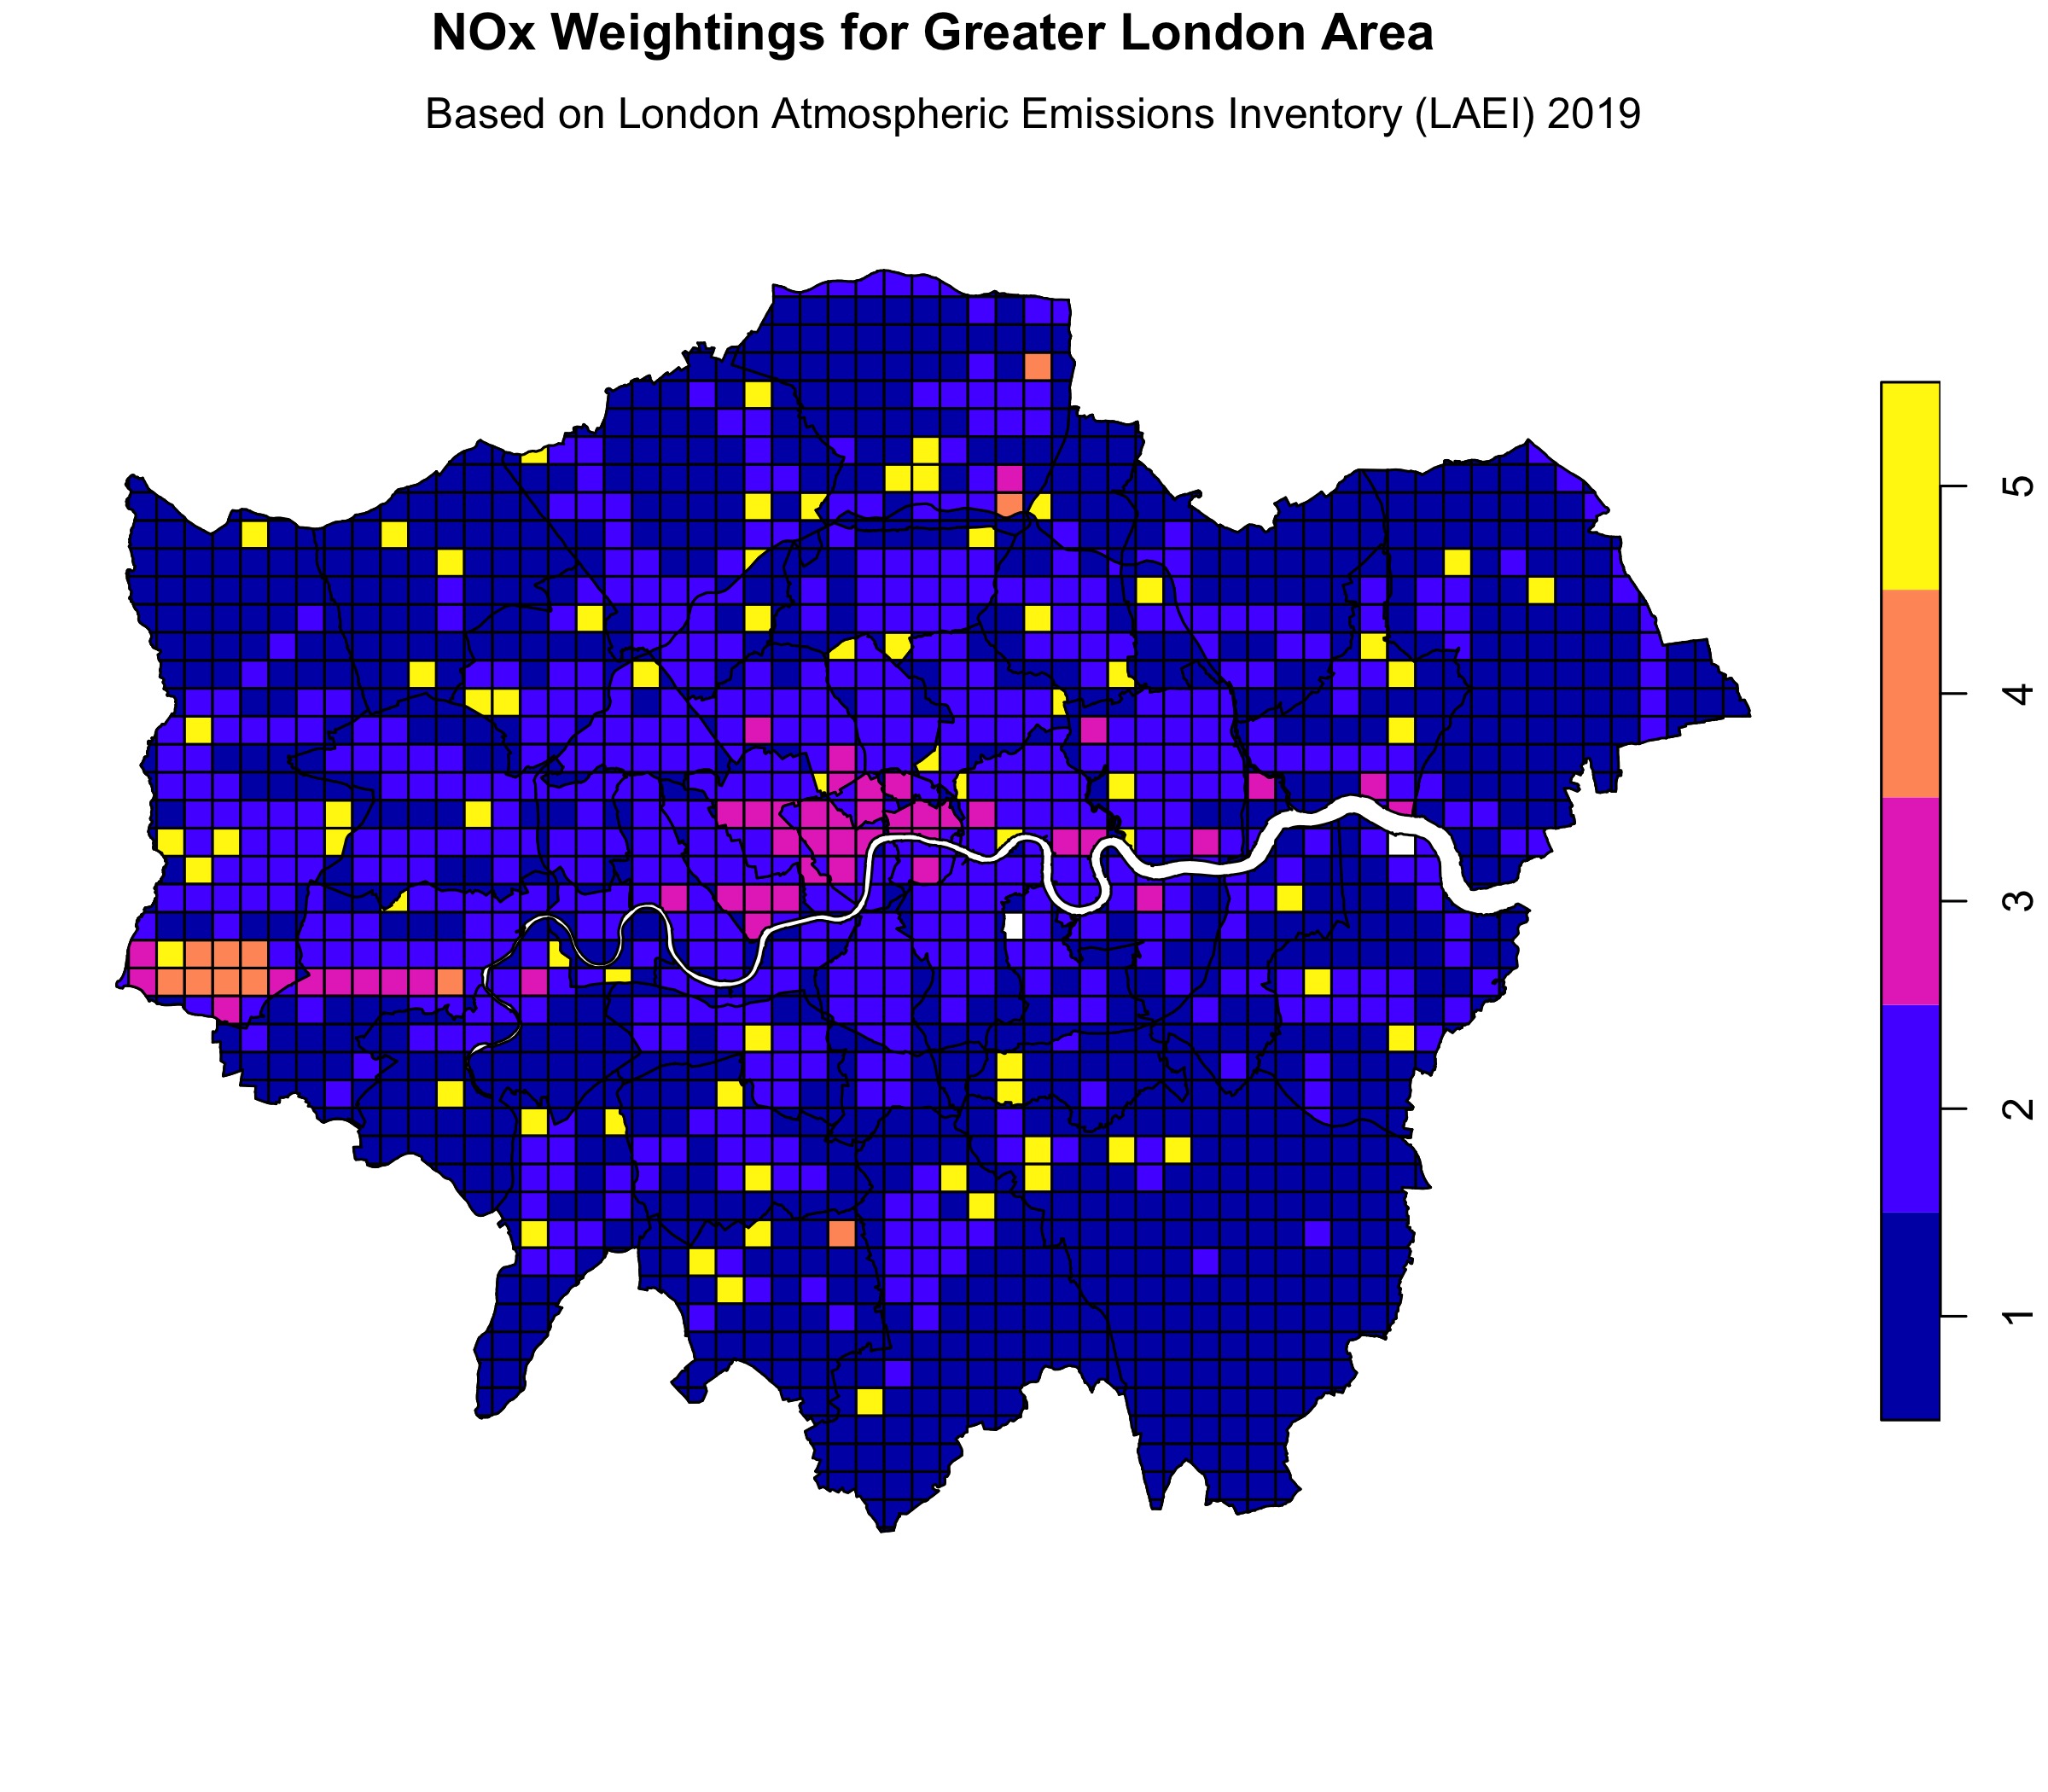 NOx Weightings for Greater London Area
Based on London Atmospheric Emissions Inventory (LAEI) 2019
5
4
3
2
1